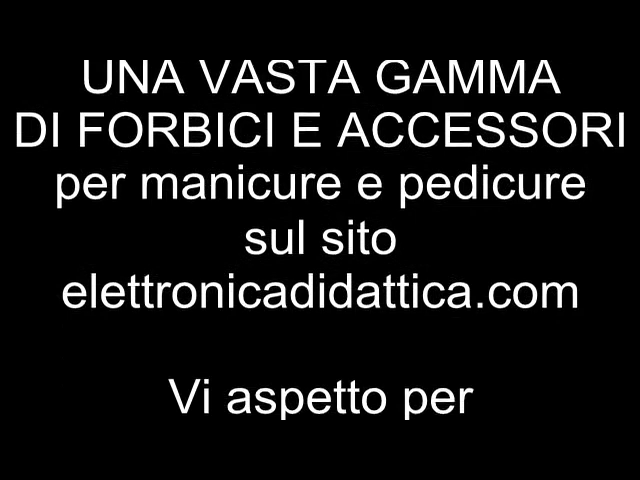 UNA VASTA GAMMA
DI FORBICI E ACCESSORI
per manicure e pedicure
sul sito
elettronicadidattica.com
Vi aspetto per